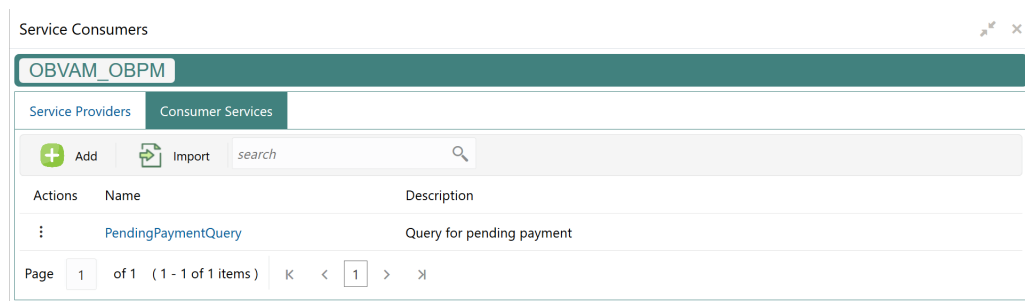 Service Consumers
OBVAM_OBPM
Service Providers Consumer Services
Add Import search
Actions Name Description
PendingPaymentQuery Query for pending payment
Page 1 of 1 ( 1 - 1 of 1 items ) 1